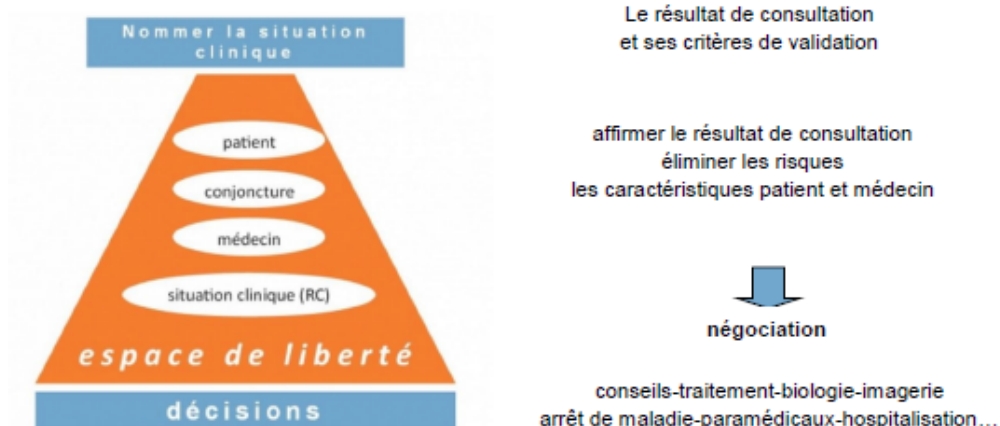 Nommer la situation
clinique
patient
conjoncture
médecin
situation clinique (RC)
espace de liberté
décisions
Le résultat de consultation
et ses critères de validation
affirmer le résultat de consultation
éliminer les risques
les caractéristiques patient et médecin
négociation
conseils-traitement-biologie-imagerie
arrêt de maladie-paramédicaux-hospitalisation…